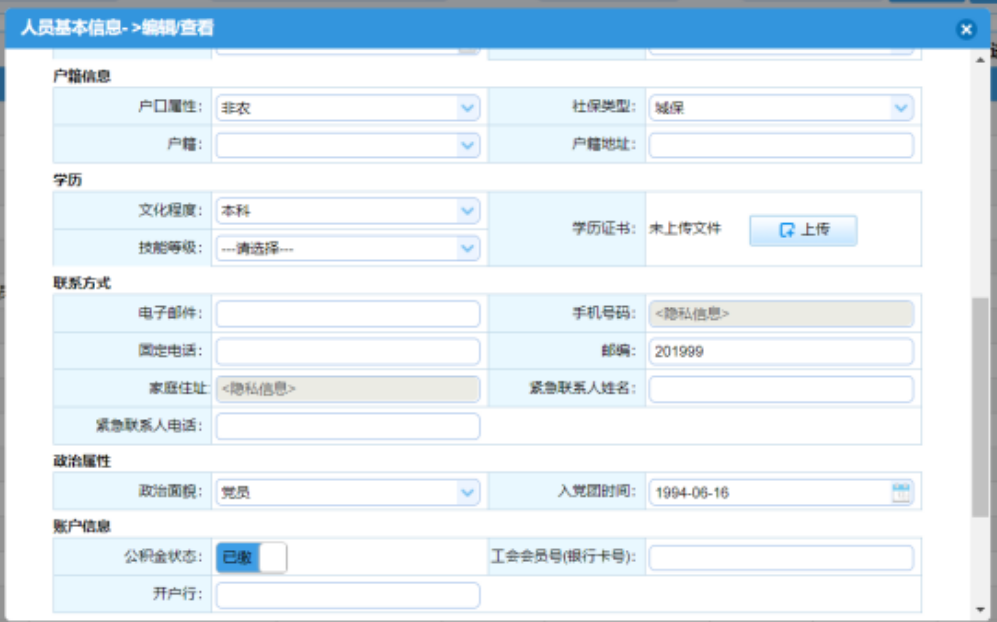 人员基本信息->编辑/查看
户籍信息
户口属性: 非农 社保类型: 城保
户籍: 户籍地址:
学历
文化程度: 本科
学历证书: 未上传文件 上传
技能等级: ---请选择---
联系方式
电子邮件: 手机号码: <隐私信息>
固定电话: 邮编: 201999
家庭住址 <隐私信息> 紧急联系人姓名:
紧急联系人电话:
政治属性
政治面貌: 党员 入党团时间: 1994-06-16
账户信息
公积金状态: 已缴 工会会员号(银行卡号):
开户行: